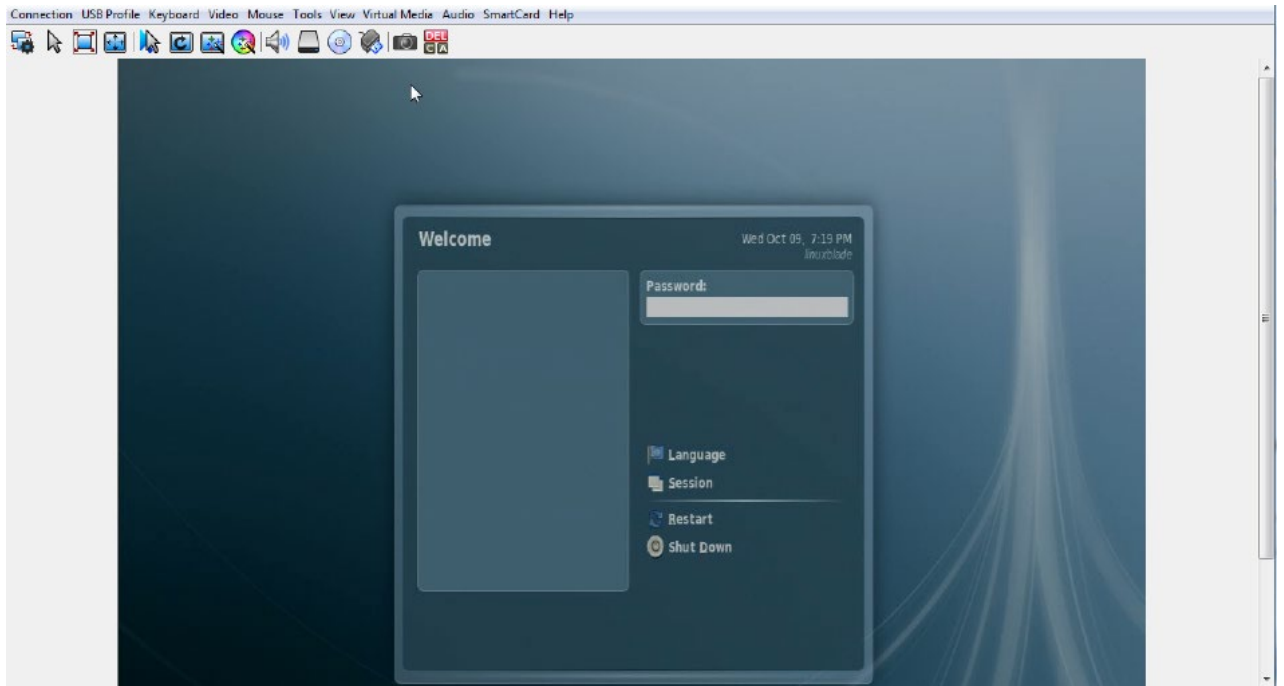 Connection USB Profile Keyboard Video Mouse Tools View Virtual Media Audio SmartCard Help
DEL
C A
Welcome
Wed Oct 09, 7:19 PM
linuxblade
Password:
Language
Session
Restart
Shut Down